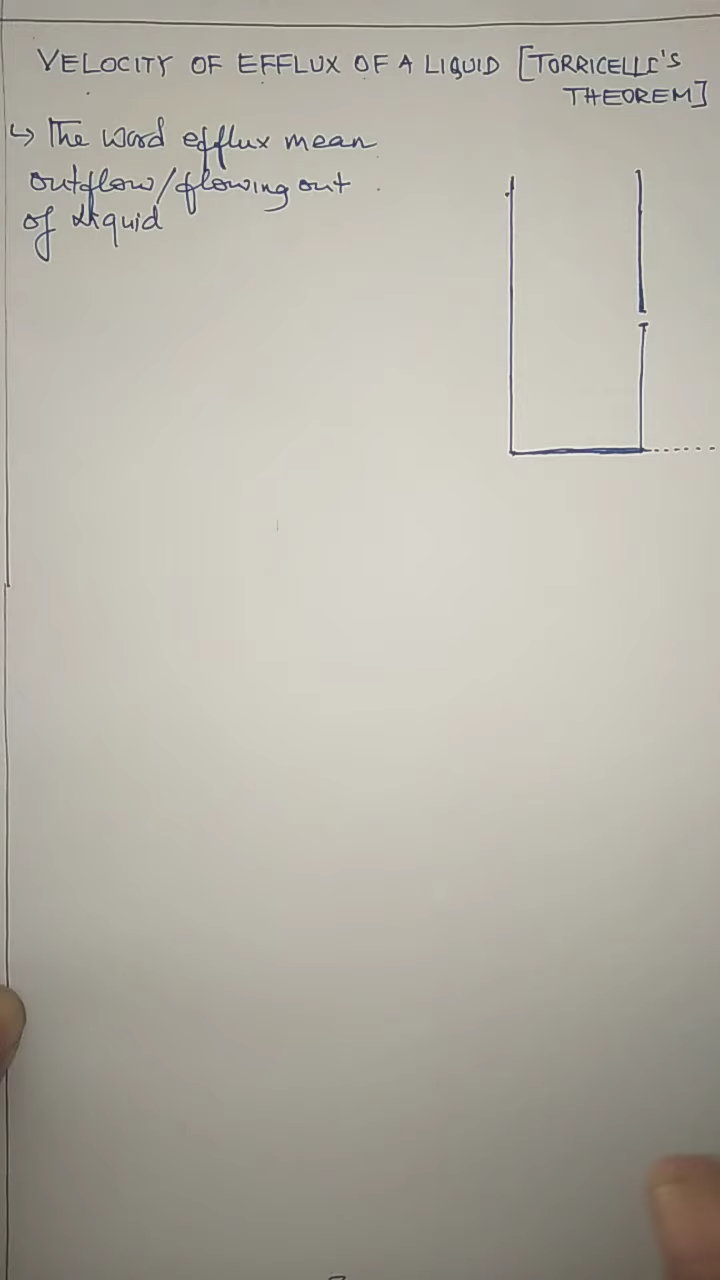 VELOCITY OF EFFLUX OF A LIQUID [TORRICELLI'S
THEOREM]
↳ The word efflux mean
outflow/flowing out
of liquid